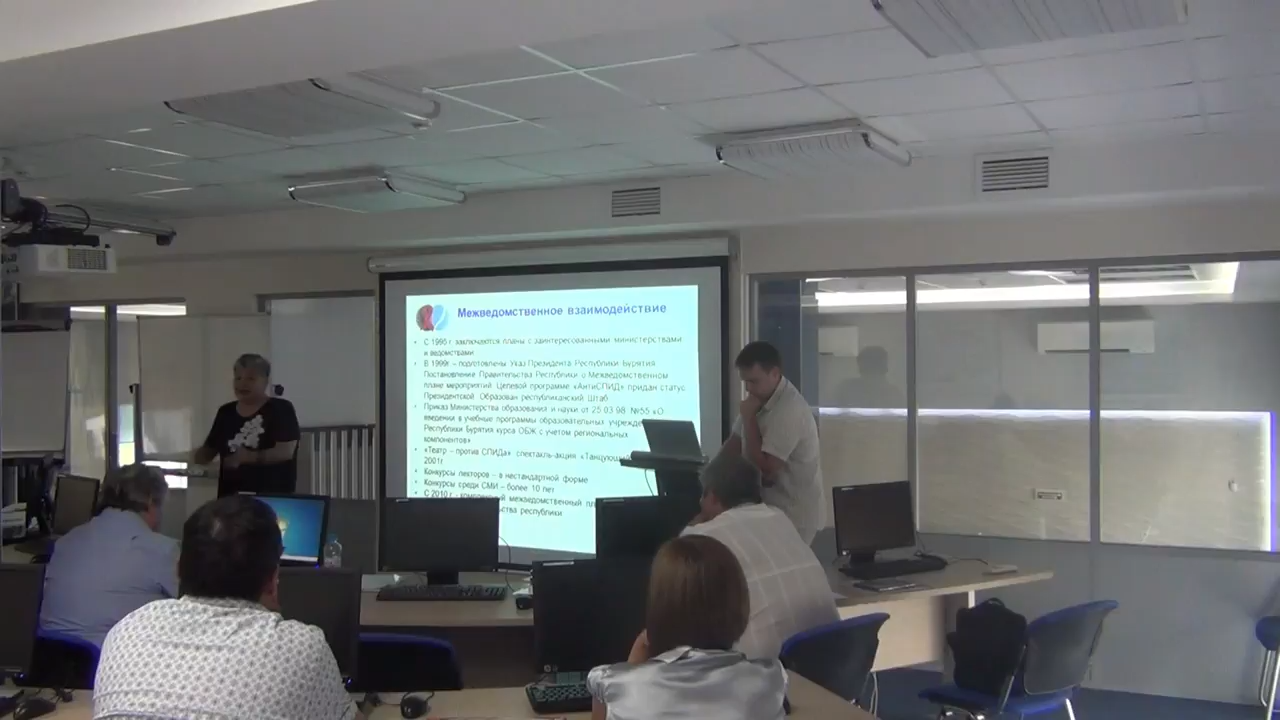 Межведомственное взаимодействие
С 1996 г. заключаются планы с заинтересованными министерствами
и ведомствами
В 1999г – подготовлены Указ Президента Республики Бурятия
Постановление Правительства Республики о Межведомственном
плане мероприятий. Целевой программе «АнтиСПИД» придан статус
Президентской. Образован республиканский Штаб
Приказ Министерства образования и науки от 25.03.98 №55 «О
введении в учебные программы образовательных
Республики Бурятия курса ОБЖ с учетом региональных
компонентов»
«Театр – против СПИДа» спектакль-акция
2001г
Конкурсы лекторов – в нестандартной форме
Конкурсы среди СМИ – более 10 лет
С 2010 г. - межведомственный
республики